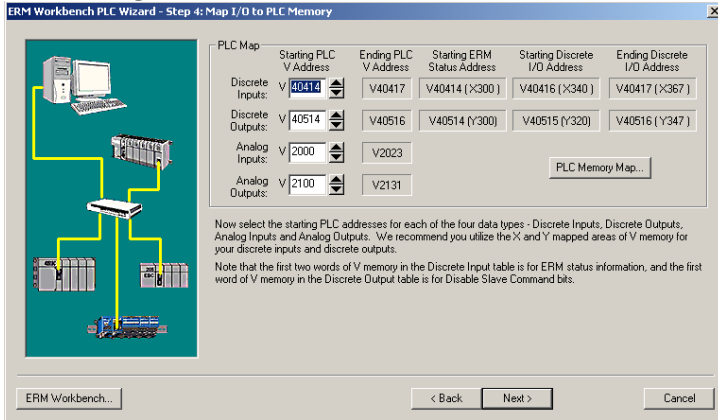 ERM Workbench PLC Wizard - Step 4: Map I/O to PLC Memory
PLC Map
Starting PLC V Address
Ending PLC V Address
Starting ERM Status Address
Starting Discrete I/O Address
Ending Discrete I/O Address
Discrete Inputs: V 40414 V40417 V40414 ( X300 ) V40416 ( X340 ) V40417 ( X367 )
Discrete Outputs: V 40514 V40516 V40514 (Y300) V40515 (Y320) V40516 ( Y347 )
Analog Inputs: V 2000 V2023
Analog Outputs: V 2100 V2131
PLC Memory Map...
Now select the starting PLC addresses for each of the four data types - Discrete Inputs, Discrete Outputs,
Analog Inputs and Analog Outputs. We recommend you utilize the X and Y mapped areas of V memory for
your discrete inputs and discrete outputs.
Note that the first two words of V memory in the Discrete Input table is for ERM status information, and the first
word of V memory in the Discrete Output table is for Disable Slave Command bits.
ERM Workbench...
< Back
Next >
Cancel